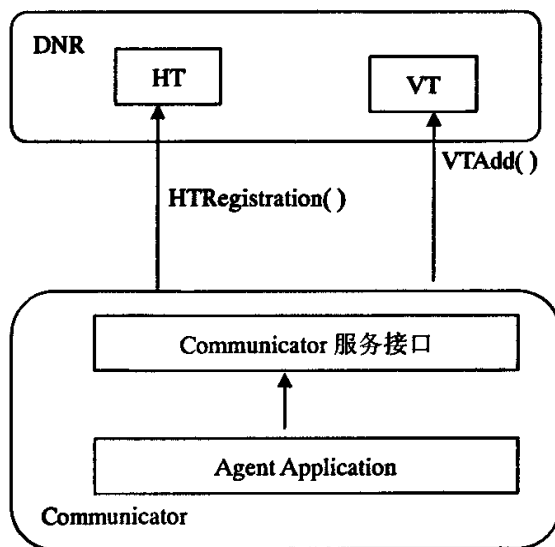 DNR
HT
VT
VTAdd( )
HTRegistration( )
Communicator 服务接口
Agent Application
Communicator